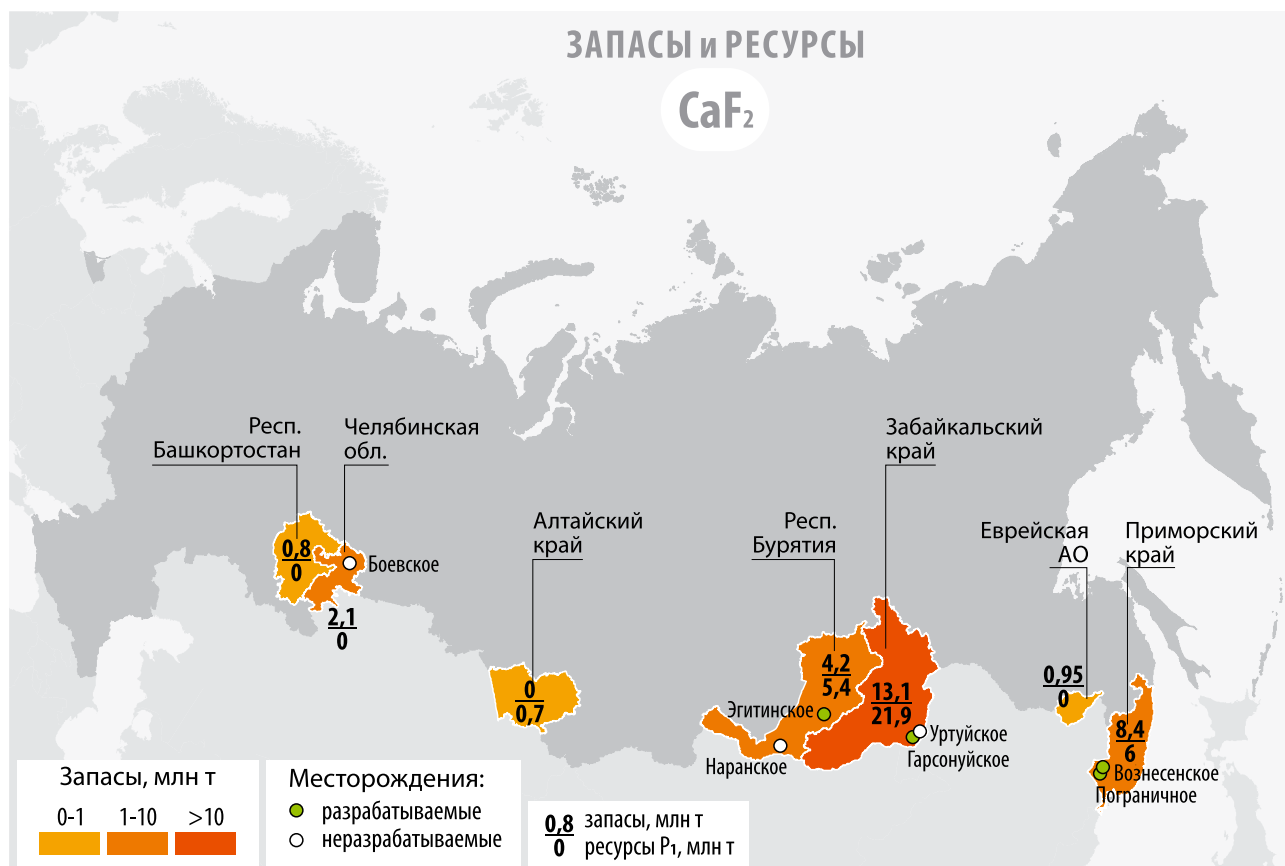 ЗАПАСЫ и РЕСУРСЫ
CaF₂
Респ.
Башкортостан
Челябинская
обл.
Алтайский
край
Респ.
Бурятия
Забайкальский
край
Еврейская
АО
Приморский
край
0,8
0
Боевское
2,1
0
0
0,7
4,2
5,4
Эгитинское
Наранское
13,1
21,9
Уртуйское
Гарсонуйское
0,95
0
8,4
6
Вознесенское
Пограничное
Запасы, млн т
0-1 1-10 >10
Месторождения:
разрабатываемые
неразрабатываемые
0,8 запасы, млн т
0 ресурсы P₁, млн т